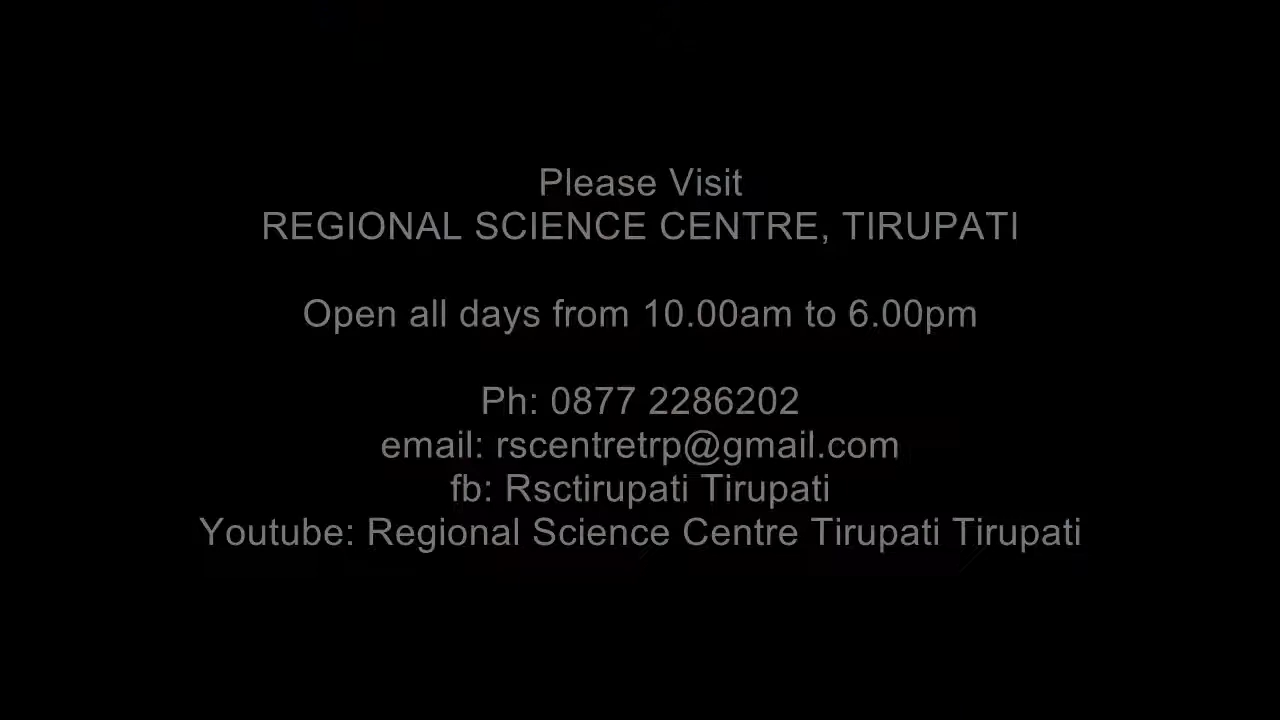 Please Visit
REGIONAL SCIENCE CENTRE, TIRUPATI
Open all days from 10.00am to 6.00pm
Ph: 0877 2286202
email: rscentretrp@gmail.com
fb: Rsctirupati Tirupati
Youtube: Regional Science Centre Tirupati Tirupati